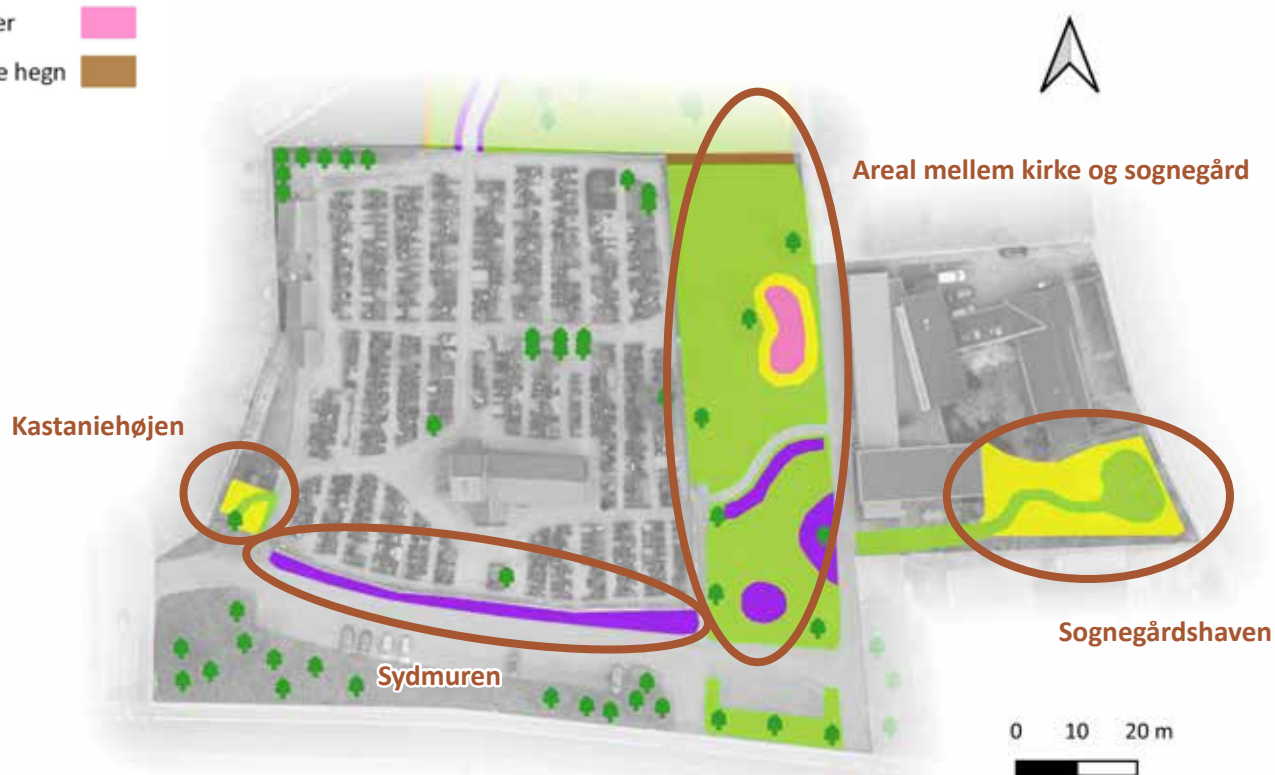 er
e hegn
Areal mellem kirke og sognegård
Kastaniehøjen
Sydmuren
Sognegårdshaven
0 10 20 m